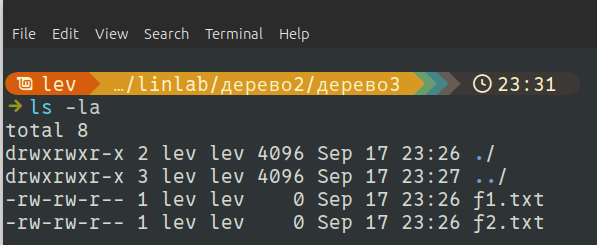 File Edit View Search Terminal Help
lev …/linlab/дерево2/дерево3 23:31
→ ls -la
total 8
drwxrwxr-x 2 lev lev 4096 Sep 17 23:26 ./
drwxrwxr-x 3 lev lev 4096 Sep 17 23:27 ../
-rw-rw-r-- 1 lev lev    0 Sep 17 23:26 ƒ1.txt
-rw-rw-r-- 1 lev lev    0 Sep 17 23:26 ƒ2.txt